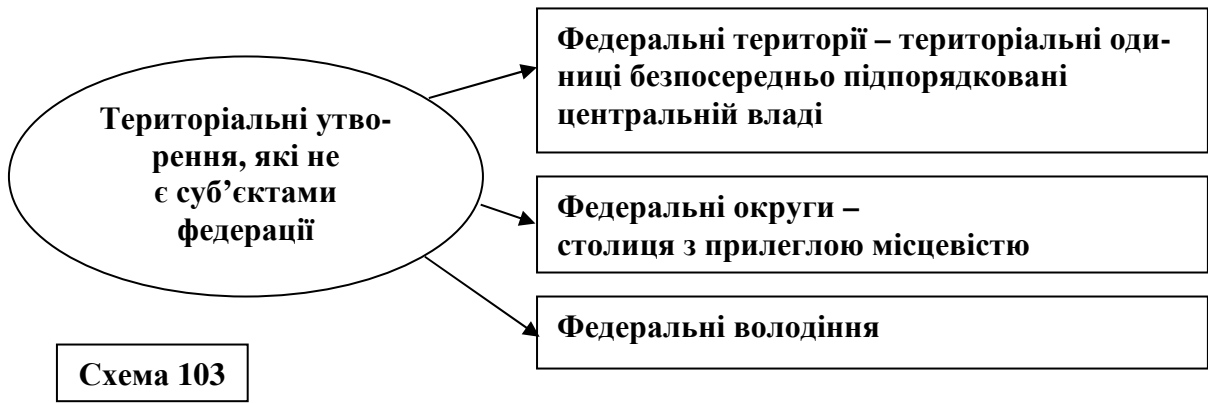 Територіальні утво-
рення, які не
є суб’єктами
федерації
Федеральні території – територіальні оди-
ниці безпосередньо підпорядковані
центральній владі
Федеральні округи –
столиця з прилеглою місцевістю
Федеральні володіння
Схема 103